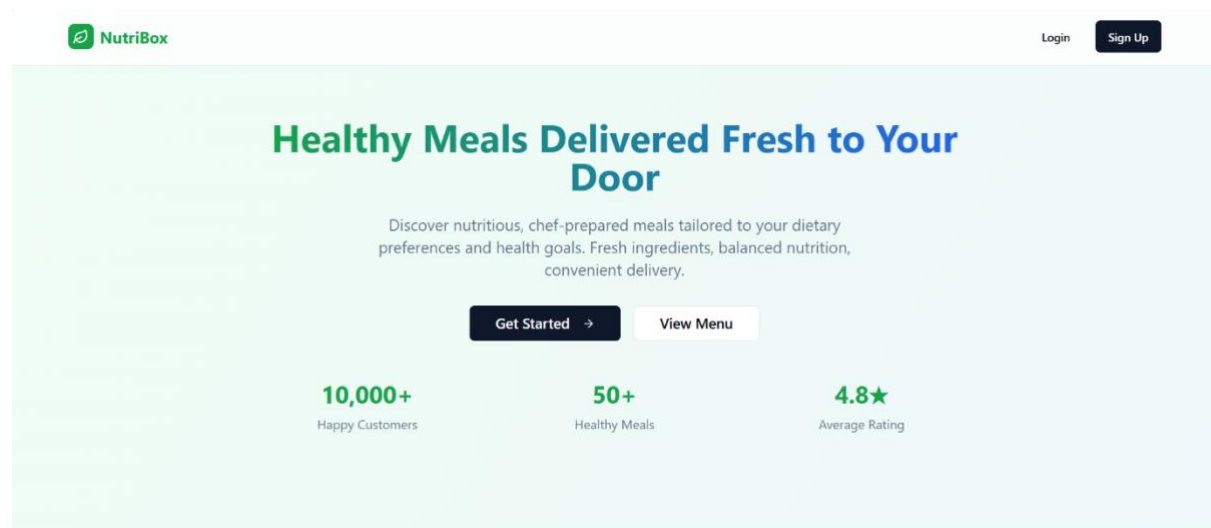 NutriBox
Login
Sign Up
Healthy Meals Delivered Fresh to Your
Door
Discover nutritious, chef-prepared meals tailored to your dietary
preferences and health goals. Fresh ingredients, balanced nutrition,
convenient delivery.
Get Started →
View Menu
10,000+
50+
4.8★
Happy Customers
Healthy Meals
Average Rating